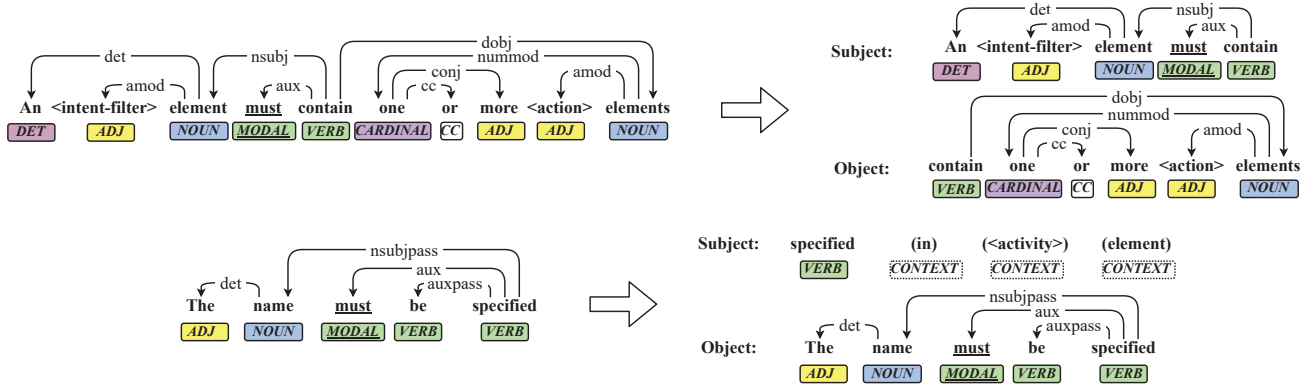 det nsubj dobj
nummod
amod aux conj amod
cc
An <intent-filter> element must contain one or more <action> elements
DET ADJ NOUN MODAL VERB CARDINAL CC ADJ ADJ NOUN
det nsubj
amod aux
Subject: An <intent-filter> element must contain
DET ADJ NOUN MODAL VERB
dobj
nummod
conj amod
cc
Object: contain one or more <action> elements
VERB CARDINAL CC ADJ ADJ NOUN
nsubjpass
aux
det auxpass
The name must be specified
ADJ NOUN MODAL VERB VERB
Subject: specified (in) (<activity>) (element)
VERB CONTEXT CONTEXT CONTEXT
nsubjpass
aux
det auxpass
Object: The name must be specified
ADJ NOUN MODAL VERB VERB